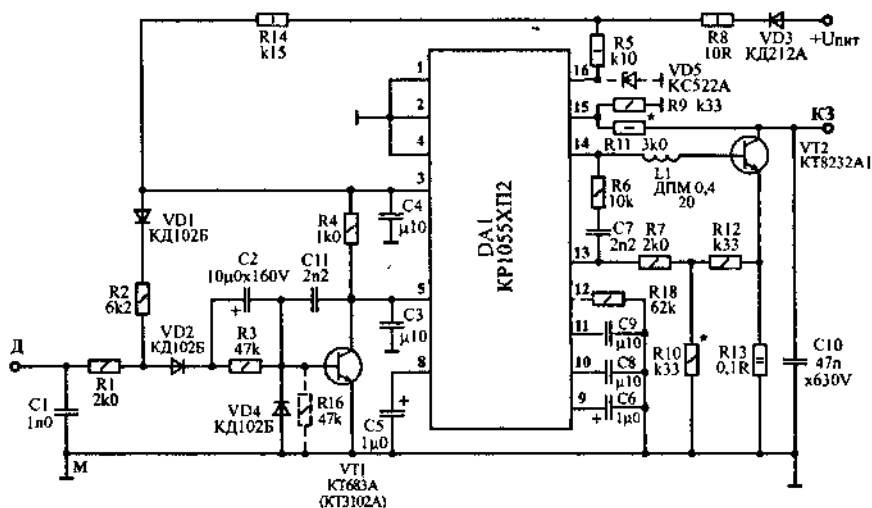 R14
k15
R8
10R
VD3
КД212А
+Uпит
R5
k10
VD5
КС522А
16
15
R9 k33
КЗ
R11 3k0
*
14
L1
ДПМ 0,4
20
VT2
КТ8232А1
1
2
4
3
DA1
КР1055ХП2
C4
µ10
R4
1k0
VD1
КД102Б
R6
10k
C7
2n2
R7
2k0
R12
k33
13
C2
10µ0x160V
C11
2n2
R2
6k2
5
C3
µ10
12
R18
62k
11
C9
µ10
VD2
КД102Б
R3
47k
Д
R1
2k0
8
10
C8
µ10
R10
k33
*
R13
0,1R
C10
47n
x630V
C1
1n0
VD4
КД102Б
R16
47k
C5
1µ0
9
C6
1µ0
М
VT1
КТ683А
(КТ3102А)